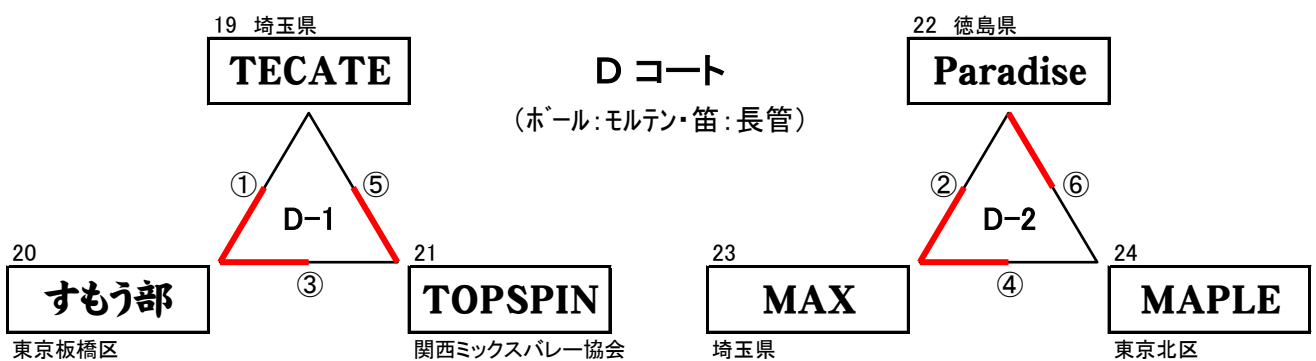 19 埼玉県
TECATE
D コート
(ボール:モルテン・笛:長管)
22 徳島県
Paradise
① ⑤
D-1
② ⑥
D-2
20
すもう部
東京板橋区
③
21
TOPSPIN
関西ミックスバレー協会
23
MAX
埼玉県
④
24
MAPLE
東京北区